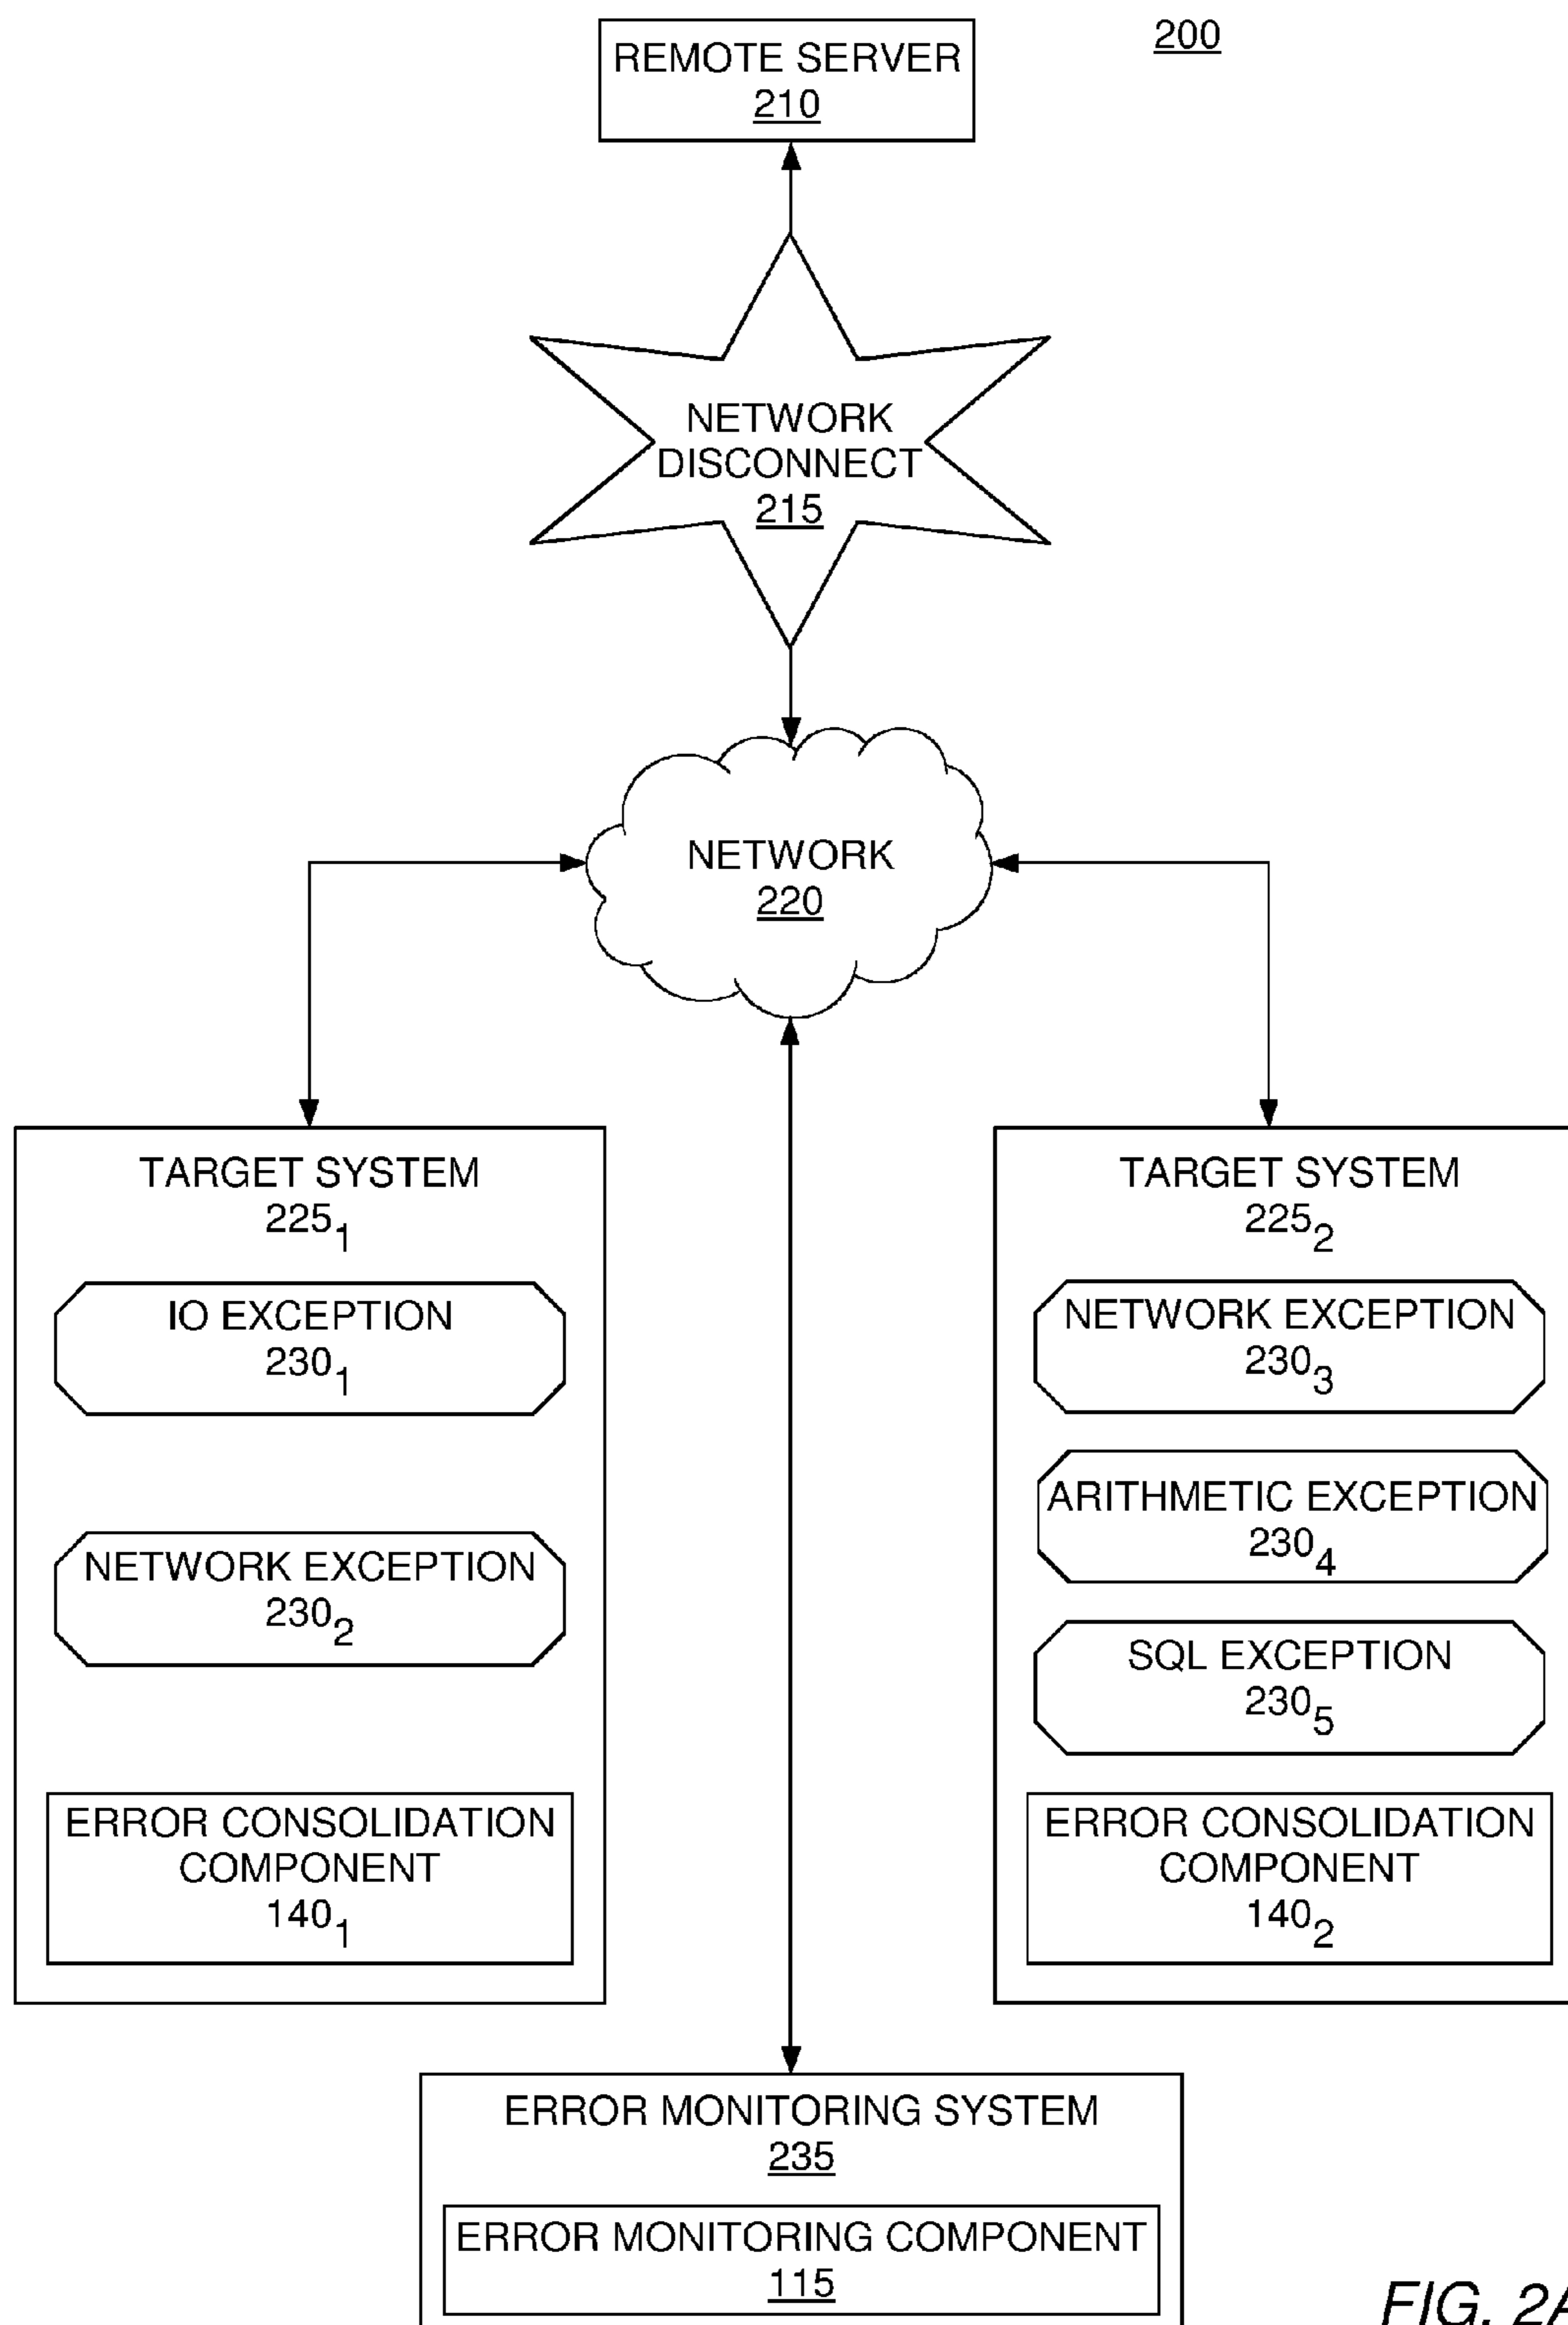 200
REMOTE SERVER
210
NETWORK
DISCONNECT
215
NETWORK
220
TARGET SYSTEM
225₁
IO EXCEPTION
230₁
NETWORK EXCEPTION
230₂
ERROR CONSOLIDATION
COMPONENT
140₁
TARGET SYSTEM
225₂
NETWORK EXCEPTION
230₃
ARITHMETIC EXCEPTION
230₄
SQL EXCEPTION
230₅
ERROR CONSOLIDATION
COMPONENT
140₂
ERROR MONITORING SYSTEM
235
ERROR MONITORING COMPONENT
115
FIG. 2A